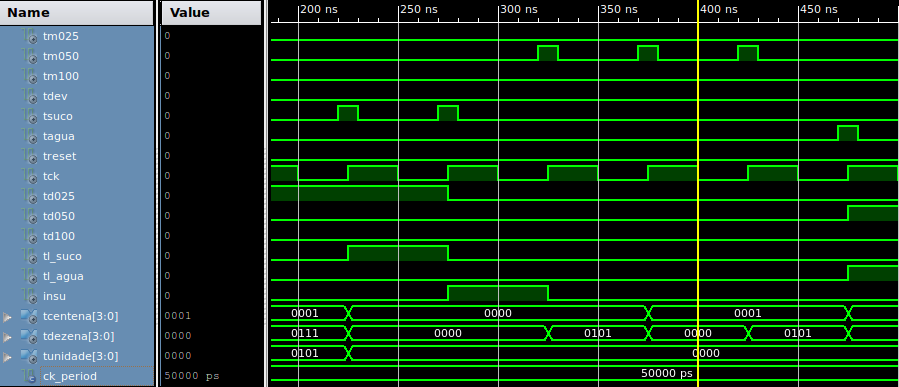 Name Value 200 ns 250 ns 300 ns 350 ns 400 ns 450 ns
tm025 0
tm050 0
tm100 0
tdev 0
tsuco 0
tagua 0
treset 0
tck 0
td025 0
td050 0
td100 0
tl_suco 0
tl_agua 0
insu 0
tcentena[3:0] 0001 0001 0000 0001
tdezena[3:0] 0000 0111 0000 0101 0000 0101
tunidade[3:0] 0000 0101 0000
ck_period 50000 ps 50000 ps